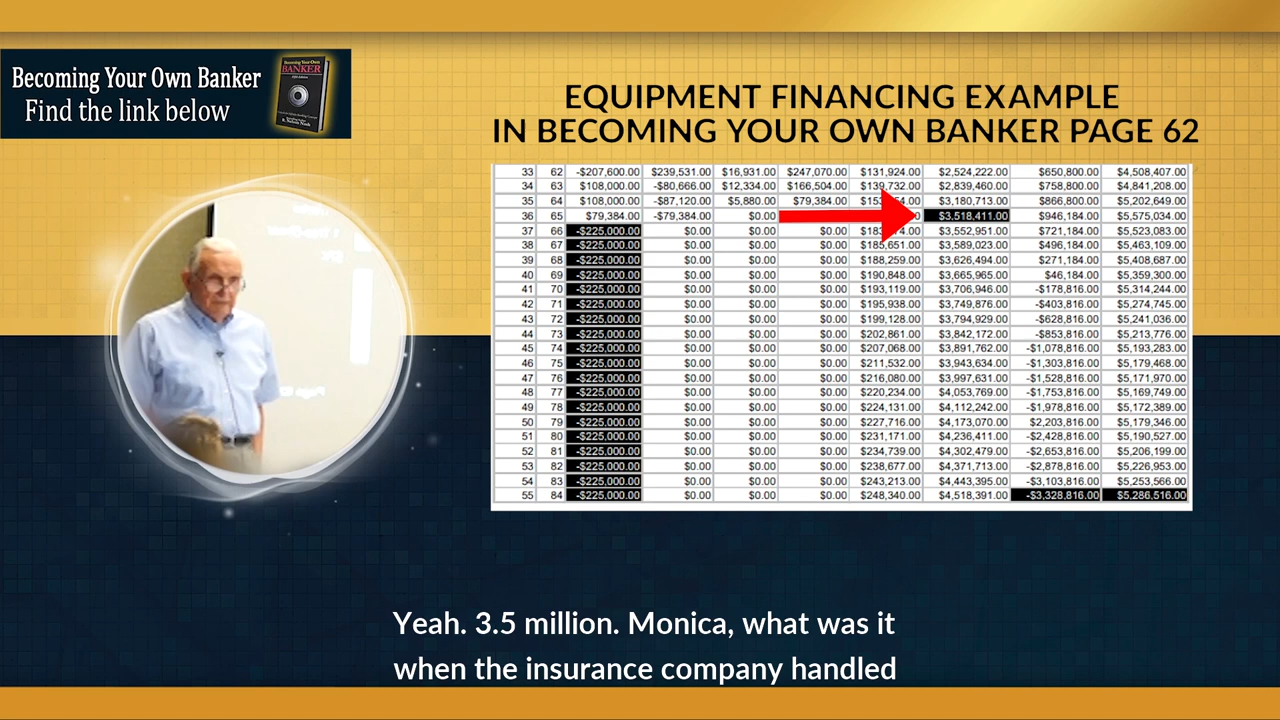 Becoming Your Own Banker
Find the link below
Becoming Your Own
BANKER
EQUIPMENT FINANCING EXAMPLE
IN BECOMING YOUR OWN BANKER PAGE 62
33 62 -$207,600.00 $239,531.00 $16,931.00 $247,070.00 $131,924.00 $2,524,222.00 $650,800.00 $4,508,407.00
34 63 $108,000.00 -$80,666.00 $12,334.00 $166,504.00 $139,732.00 $2,839,460.00 $758,800.00 $4,841,208.00
35 64 $108,000.00 -$87,120.00 $5,880.00 $79,384.00 $3,180,713.00 $866,800.00 $5,202,649.00
36 65 $79,384.00 -$79,384.00 $0.00 $3,518,411.00 $946,184.00 $5,575,034.00
37 66 -$225,000.00 $0.00 $0.00 $0.00 $3,552,951.00 $721,184.00 $5,523,083.00
38 67 -$225,000.00 $0.00 $0.00 $0.00 $185,651.00 $3,589,023.00 $496,184.00 $5,463,109.00
39 68 -$225,000.00 $0.00 $0.00 $0.00 $188,259.00 $3,626,494.00 $271,184.00 $5,408,687.00
40 69 -$225,000.00 $0.00 $0.00 $0.00 $190,848.00 $3,665,965.00 $46,184.00 $5,359,300.00
41 70 -$225,000.00 $0.00 $0.00 $0.00 $193,119.00 $3,706,946.00 -$178,816.00 $5,314,244.00
42 71 -$225,000.00 $0.00 $0.00 $0.00 $195,938.00 $3,749,876.00 -$403,816.00 $5,274,745.00
43 72 -$225,000.00 $0.00 $0.00 $0.00 $199,128.00 $3,794,929.00 -$628,816.00 $5,241,036.00
44 73 -$225,000.00 $0.00 $0.00 $0.00 $202,861.00 $3,842,172.00 -$853,816.00 $5,213,776.00
45 74 -$225,000.00 $0.00 $0.00 $0.00 $207,068.00 $3,891,762.00 -$1,078,816.00 $5,193,283.00
46 75 -$225,000.00 $0.00 $0.00 $0.00 $211,532.00 $3,943,634.00 -$1,303,816.00 $5,179,468.00
47 76 -$225,000.00 $0.00 $0.00 $0.00 $216,080.00 $3,997,631.00 -$1,528,816.00 $5,171,970.00
48 77 -$225,000.00 $0.00 $0.00 $0.00 $220,234.00 $4,053,769.00 -$1,753,816.00 $5,169,749.00
49 78 -$225,000.00 $0.00 $0.00 $0.00 $224,131.00 $4,112,242.00 -$1,978,816.00 $5,172,389.00
50 79 -$225,000.00 $0.00 $0.00 $0.00 $227,716.00 $4,173,070.00 $2,203,816.00 $5,179,346.00
51 80 -$225,000.00 $0.00 $0.00 $0.00 $231,171.00 $4,236,411.00 -$2,428,816.00 $5,190,527.00
52 81 -$225,000.00 $0.00 $0.00 $0.00 $234,739.00 $4,302,479.00 -$2,653,816.00 $5,206,199.00
53 82 -$225,000.00 $0.00 $0.00 $0.00 $238,677.00 $4,371,713.00 -$2,878,816.00 $5,226,953.00
54 83 -$225,000.00 $0.00 $0.00 $0.00 $243,213.00 $4,443,395.00 -$3,103,816.00 $5,253,566.00
55 84 -$225,000.00 $0.00 $0.00 $0.00 $248,340.00 $4,518,391.00 -$3,328,816.00 $5,286,516.00
Yeah. 3.5 million. Monica, what was it
when the insurance company handled